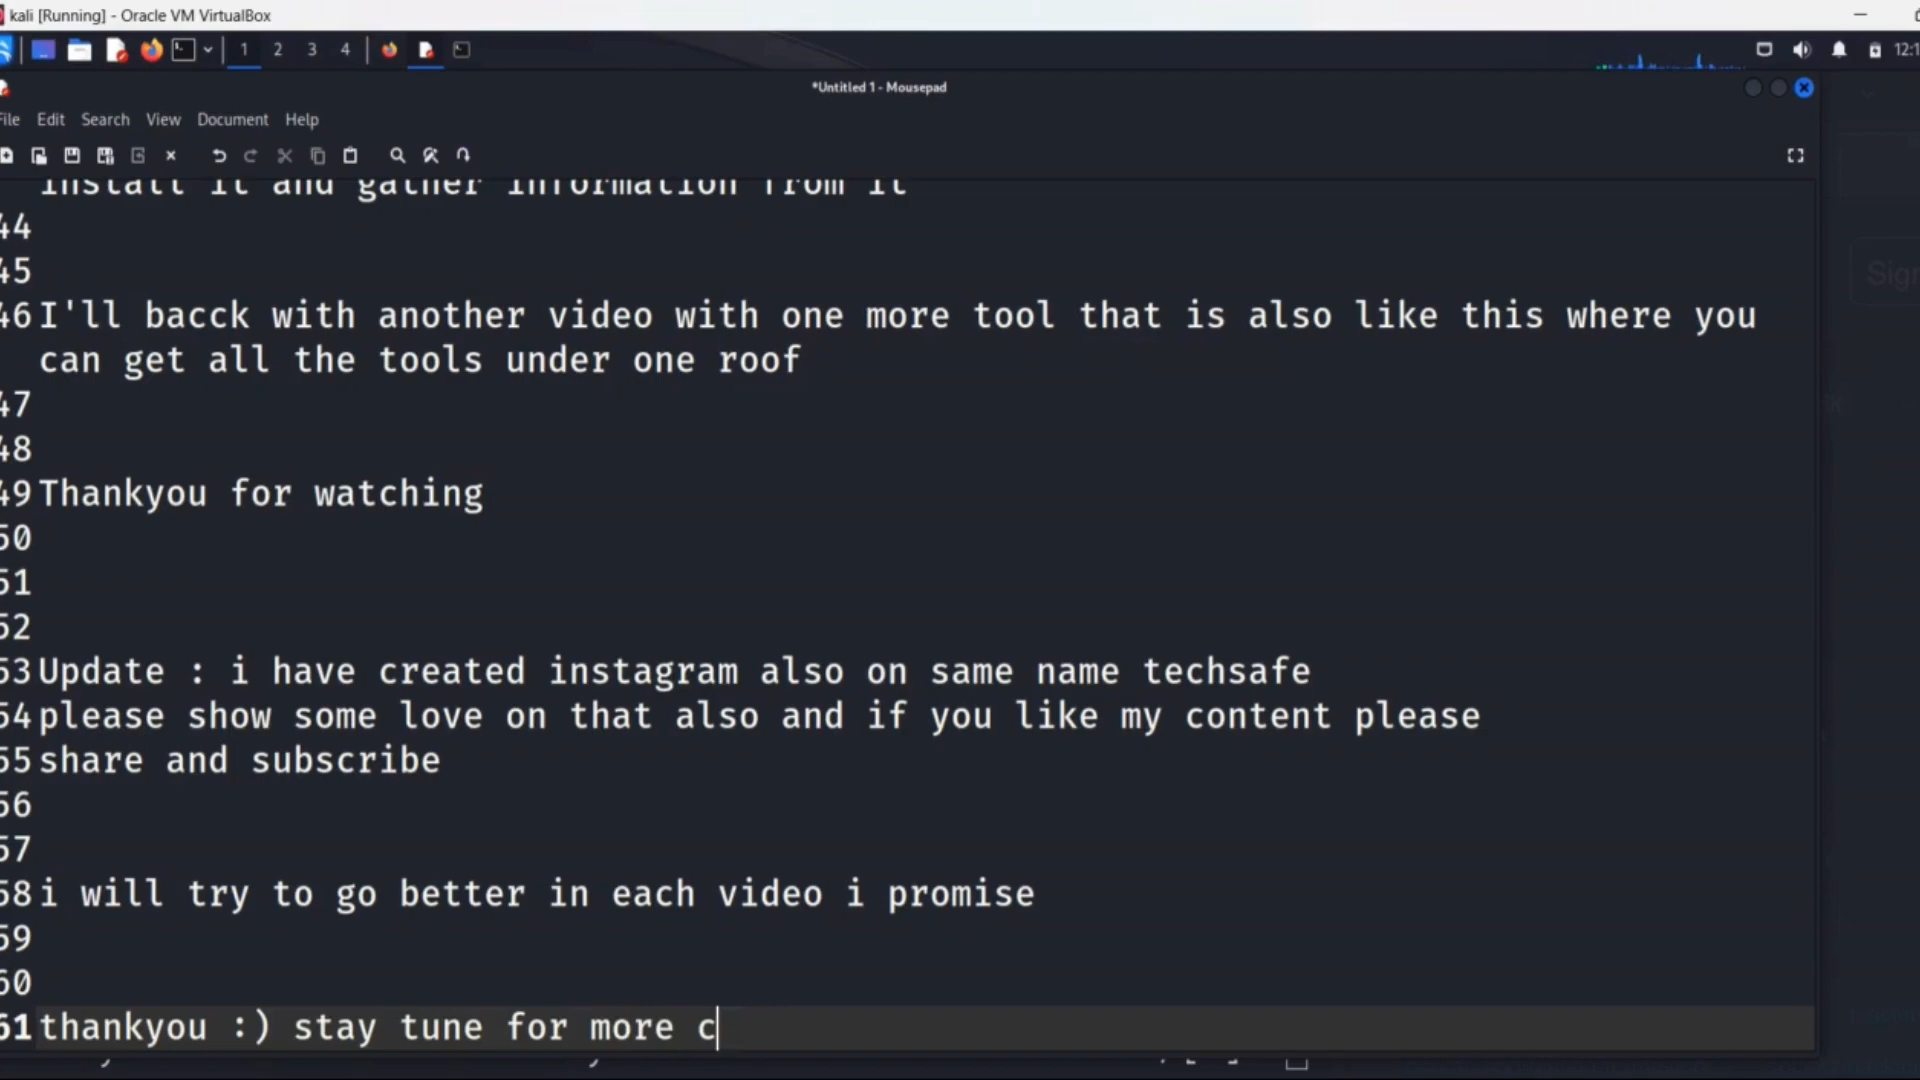 kali [Running] - Oracle VM VirtualBox
1 2 3 4
12:1
*Untitled 1 - Mousepad
File Edit Search View Document Help
install it and gather information from it
44
45
46 I'll bacck with another video with one more tool that is also like this where you
can get all the tools under one roof
47
48
49 Thankyou for watching
50
51
52
53 Update : i have created instagram also on same name techsafe
54 please show some love on that also and if you like my content please
55 share and subscribe
56
57
58 i will try to go better in each video i promise
59
60
61 thankyou :) stay tune for more c